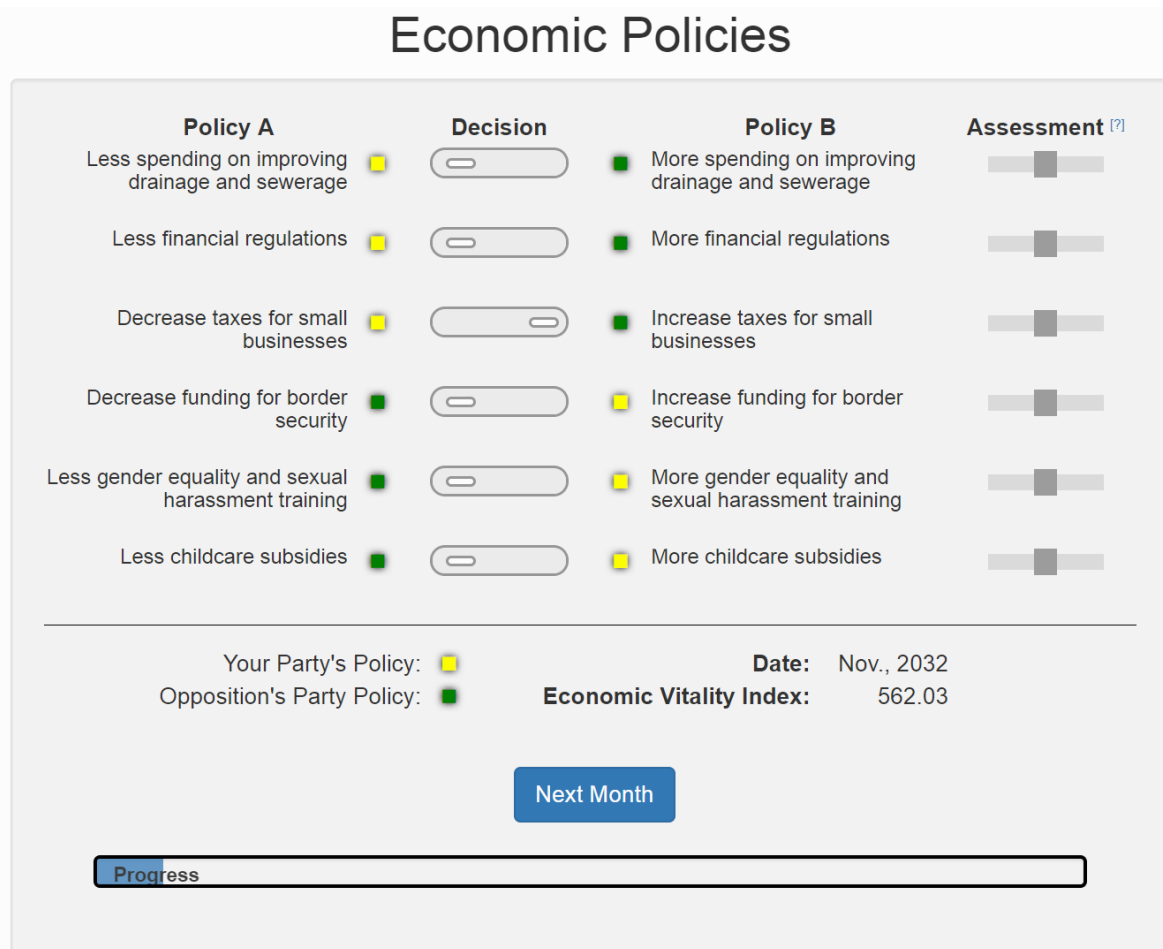 Economic Policies
Policy A
Decision
Policy B
Assessment [?]
Less spending on improving
drainage and sewerage
More spending on improving
drainage and sewerage
Less financial regulations
More financial regulations
Decrease taxes for small
businesses
Increase taxes for small
businesses
Decrease funding for border
security
Increase funding for border
security
Less gender equality and sexual
harassment training
More gender equality and
sexual harassment training
Less childcare subsidies
More childcare subsidies
Your Party's Policy:
Date: Nov., 2032
Opposition's Party Policy:
Economic Vitality Index: 562.03
Next Month
Progress